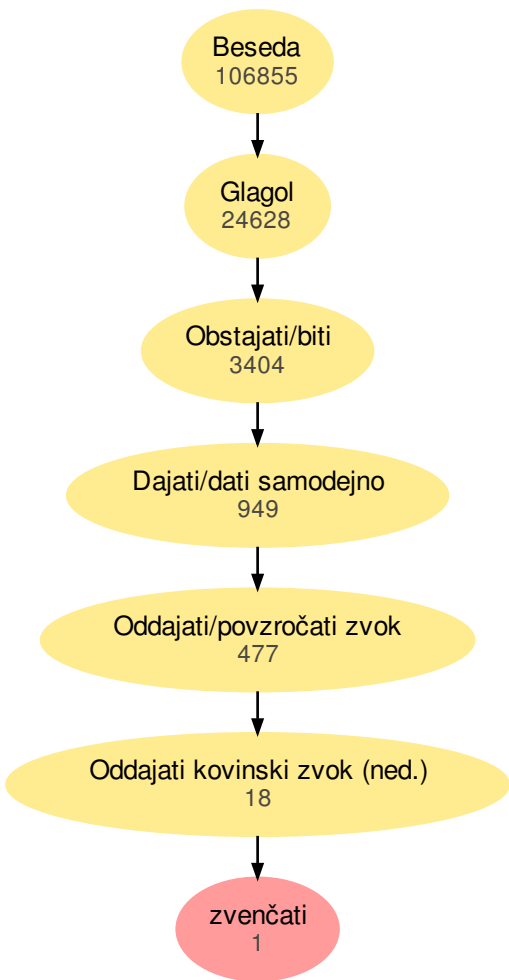 Beseda
106855
Glagol
24628
Obstajati/biti
3404
Dajati/dati samodejno
949
Oddajati/povzročati zvok
477
Oddajati kovinski zvok (ned.)
18
zvenčati
1